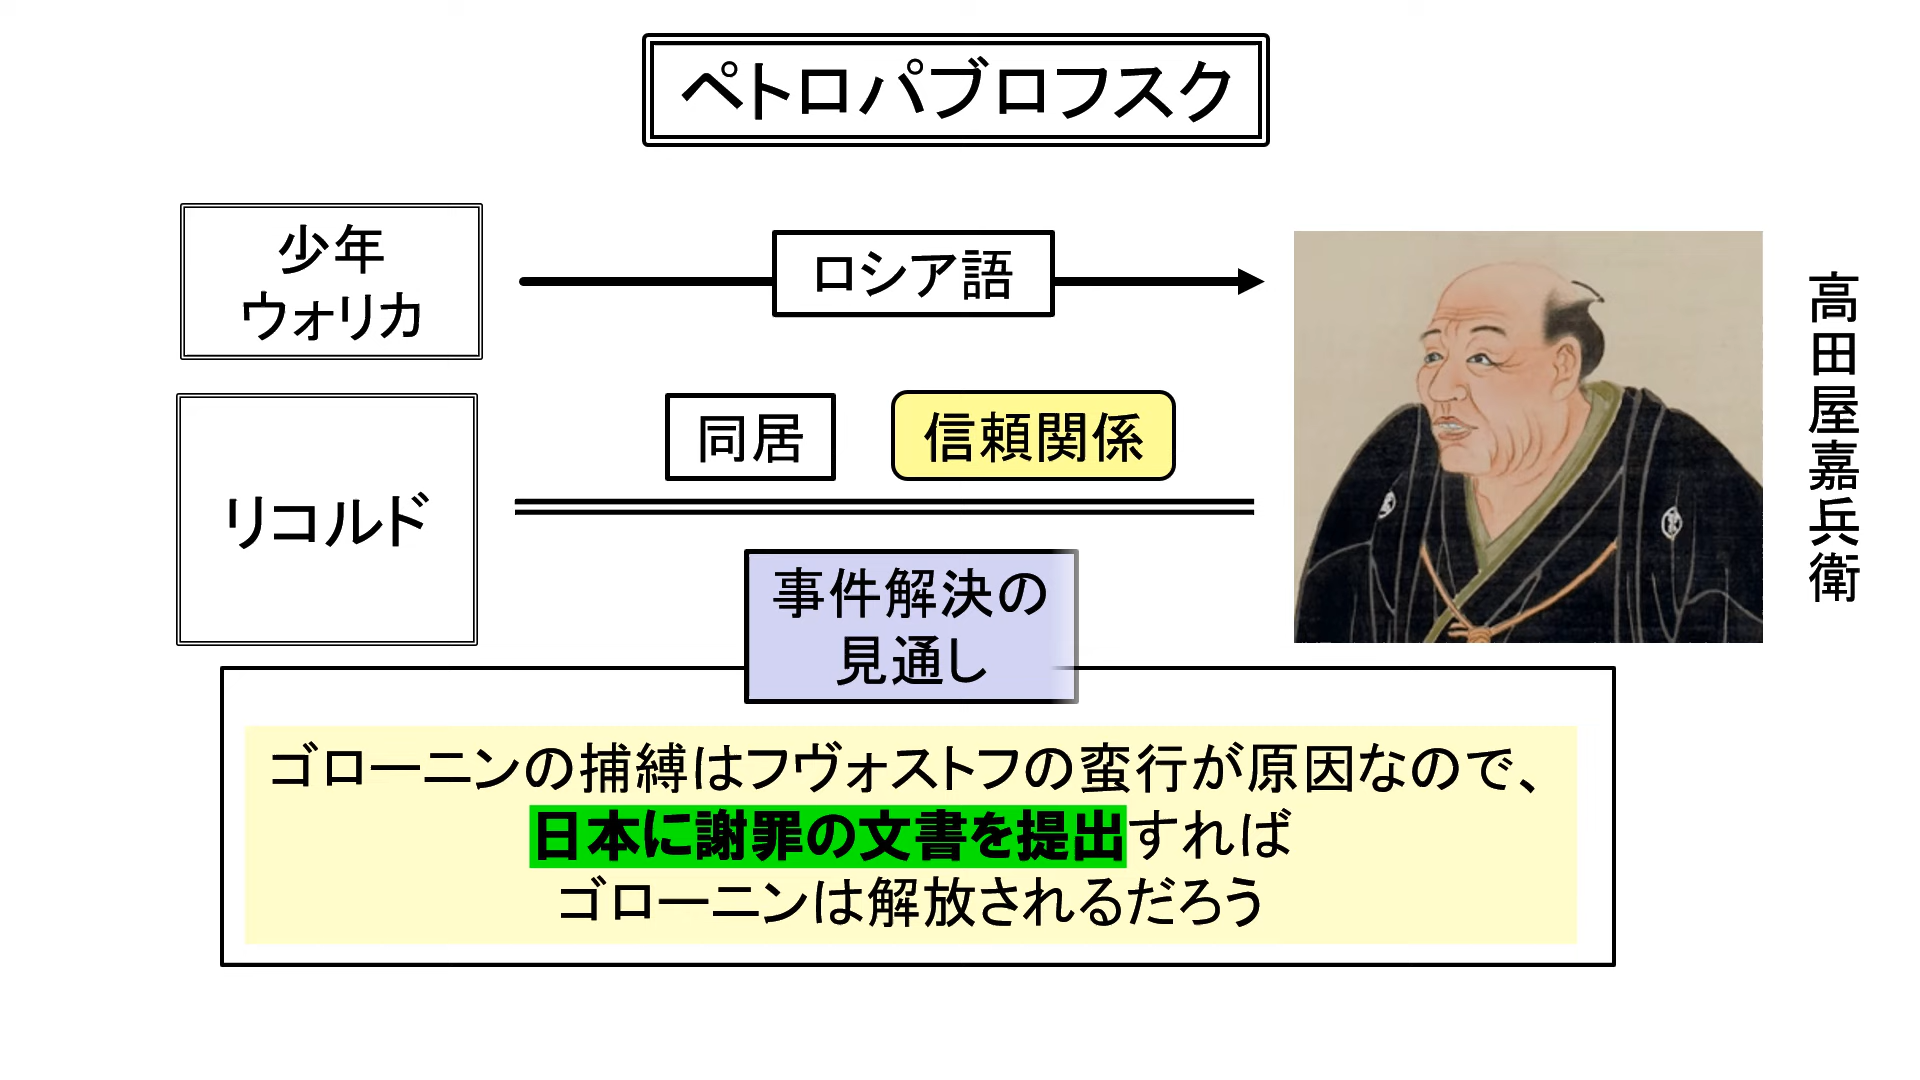 ペトロパブロフスク
少年
ウォリカ
ロシア語
高田屋嘉兵衛
リコルド
同居
信頼関係
事件解決の
見通し
ゴローニンの捕縛はフヴォストフの蛮行が原因なので、
日本に謝罪の文書を提出すれば
ゴローニンは解放されるだろう